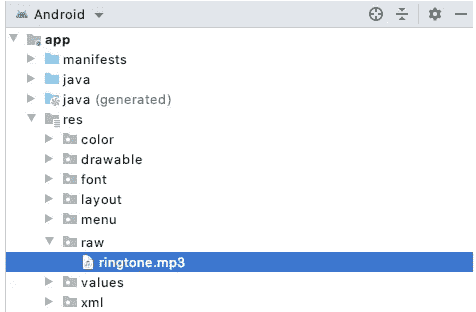 Android
app
manifests
java
java (generated)
res
color
drawable
font
layout
menu
raw
ringtone.mp3
values
xml